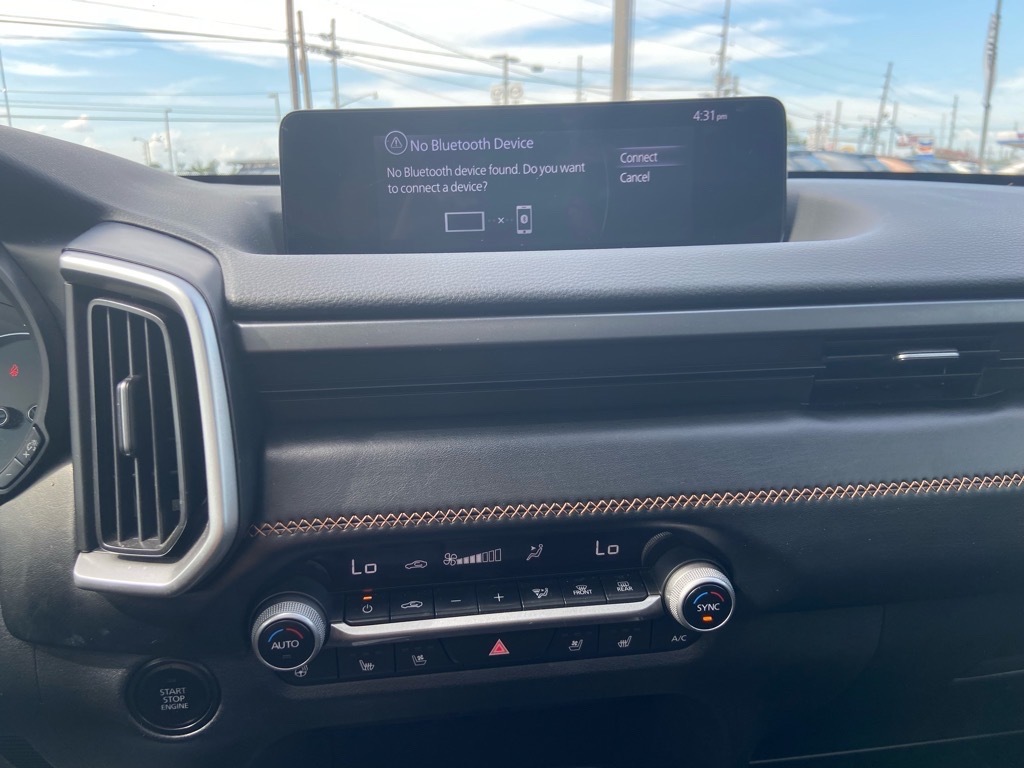 4:31 pm
No Bluetooth Device
No Bluetooth device found. Do you want
to connect a device?
Connect
Cancel
Lo
Lo
FRONT
REAR
AUTO
SYNC
A/C
START
STOP
ENGINE